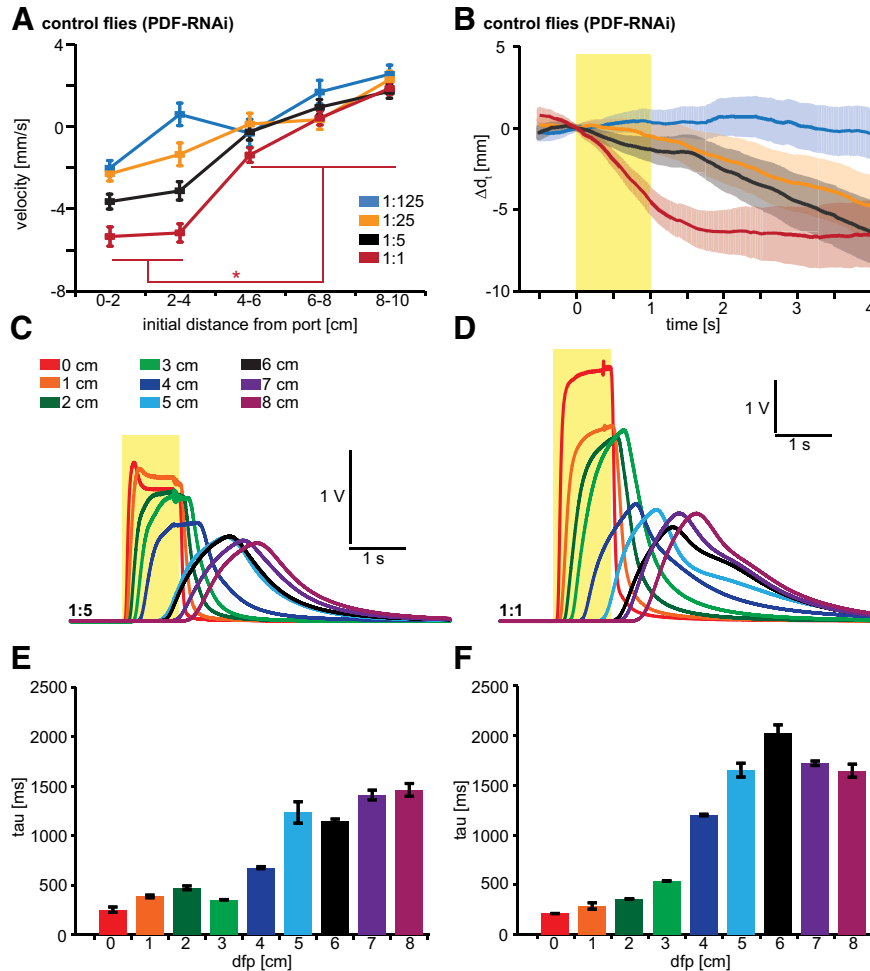 A control flies (PDF-RNAi)
4
0
-4
-8
velocity [mm/s]
1:125
1:25
1:5
1:1
*
0-2 2-4 4-6 6-8 8-10
initial distance from port [cm]
B control flies (PDF-RNAi)
5
0
-5
-10
Δdt
0 1 2 3 4
time [s]
C
0 cm
1 cm
2 cm
3 cm
4 cm
5 cm
6 cm
7 cm
8 cm
1 V
1 s
1:5
D
1 V
1 s
1:1
E
2500
2000
1500
1000
500
0
tau [ms]
0 1 2 3 4 5 6 7 8
dfp [cm]
F
2500
2000
1500
1000
500
0
tau [ms]
0 1 2 3 4 5 6 7 8
dfp [cm]